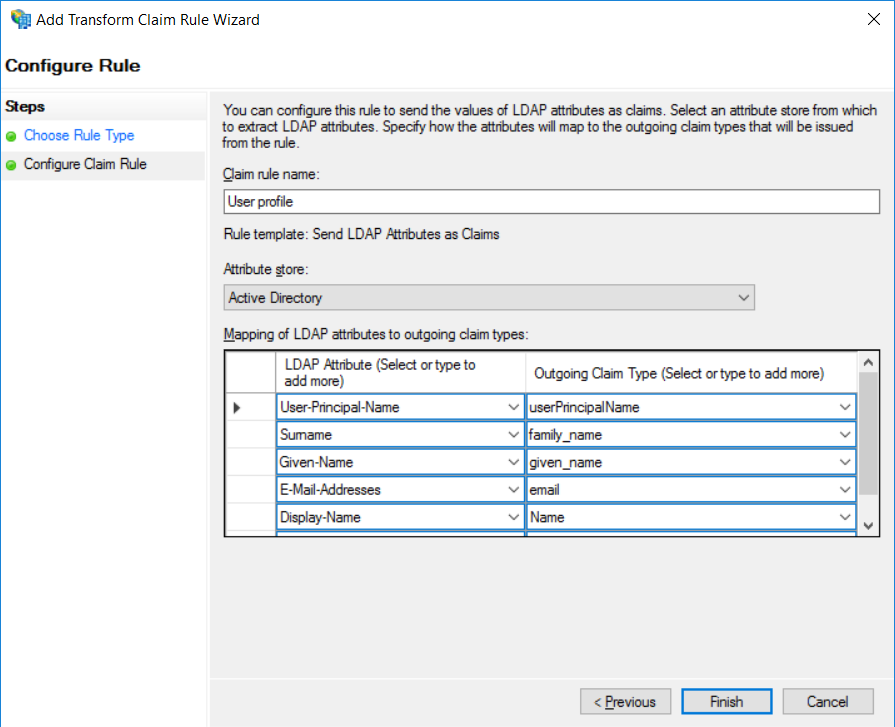 Add Transform Claim Rule Wizard
Configure Rule
Steps
Choose Rule Type
Configure Claim Rule
You can configure this rule to send the values of LDAP attributes as claims. Select an attribute store from which
to extract LDAP attributes. Specify how the attributes will map to the outgoing claim types that will be issued
from the rule.
Claim rule name:
User profile
Rule template: Send LDAP Attributes as Claims
Attribute store:
Active Directory
Mapping of LDAP attributes to outgoing claim types:
LDAP Attribute (Select or type to
add more)
Outgoing Claim Type (Select or type to add more)
User-Principal-Name userPrincipalName
Surname family_name
Given-Name given_name
E-Mail-Addresses email
Display-Name Name
< Previous Finish Cancel